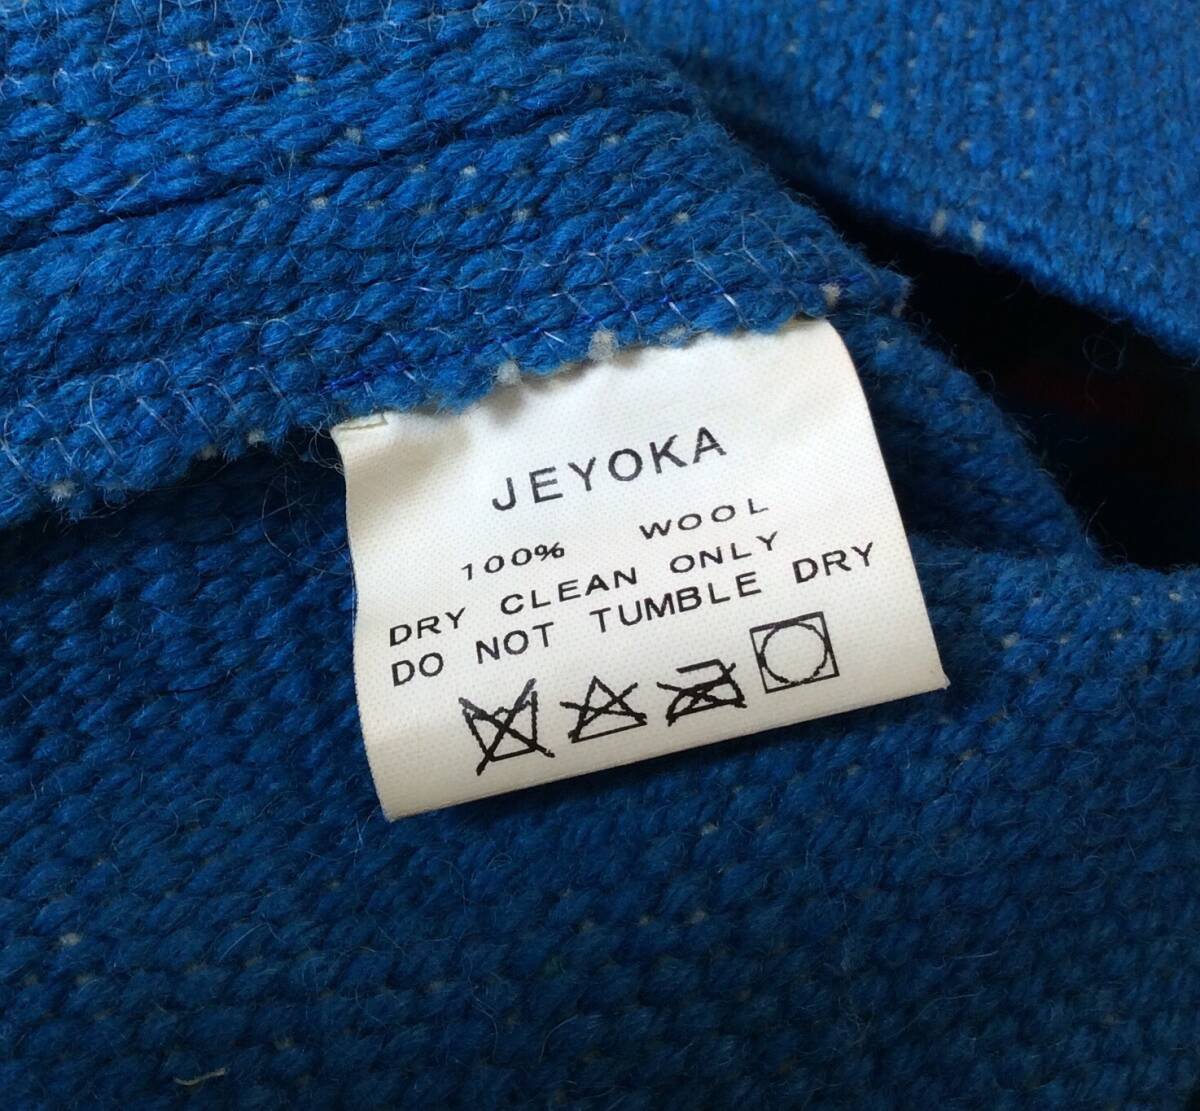 JEYOKA
100% WOOL
DRY CLEAN ONLY
DO NOT TUMBLE DRY